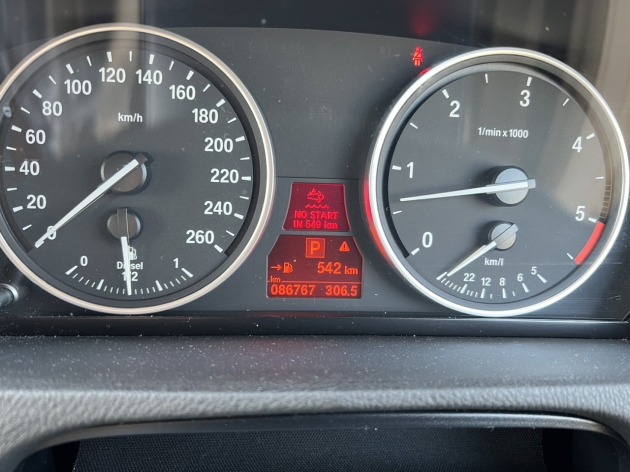 0
20
40
60
80
100
120
140
160
180
200
220
240
260
km/h
0
1/2
1
Diesel
NO START
IN 649 km
P
542 km
km
086767 306.5
0
1
2
3
4
5
1/min x 1000
km/l
22 12 8 6 5